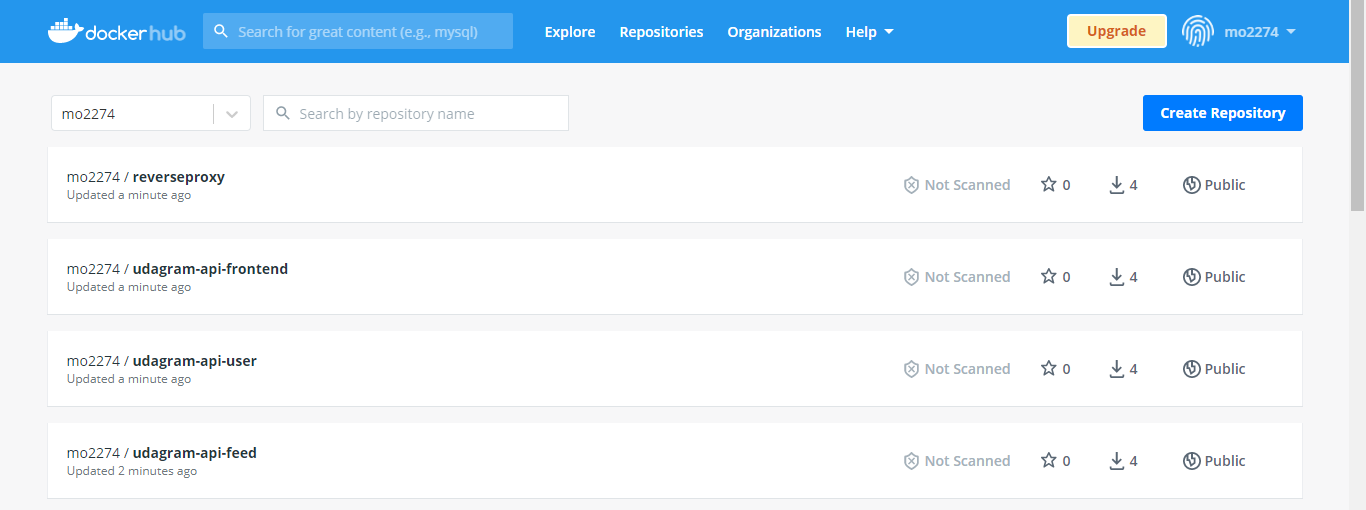 dockerhub Search for great content (e.g., mysql) Explore Repositories Organizations Help Upgrade mo2274
mo2274 Search by repository name Create Repository
mo2274 / reverseproxy
Updated a minute ago
Not Scanned 0 4 Public
mo2274 / udagram-api-frontend
Updated a minute ago
Not Scanned 0 4 Public
mo2274 / udagram-api-user
Updated a minute ago
Not Scanned 0 4 Public
mo2274 / udagram-api-feed
Updated 2 minutes ago
Not Scanned 0 4 Public